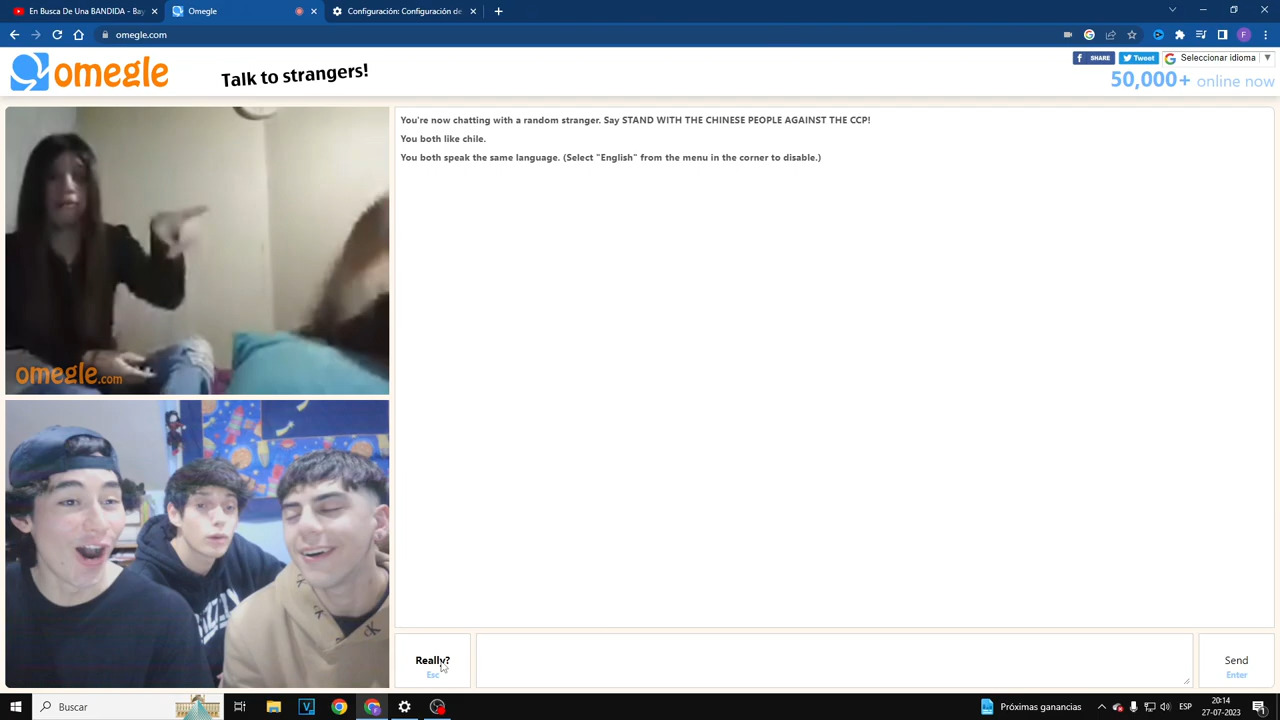 En Busca De Una BANDIDA - Bay
Omegle
Configuración: Configuración de
omegle.com
F
omegle
Talk to strangers!
f SHARE
Tweet
G Seleccionar idioma
50,000+ online now
You're now chatting with a random stranger. Say STAND WITH THE CHINESE PEOPLE AGAINST THE CCP!
You both like chile.
You both speak the same language. (Select "English" from the menu in the corner to disable.)
omegle.com
Really?
Esc
Send
Enter
Buscar
Próximas ganancias
ESP
20:14
27-07-2023